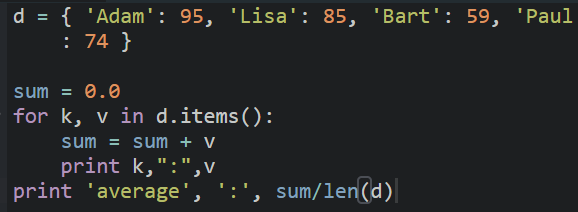 d = { 'Adam': 95, 'Lisa': 85, 'Bart': 59, 'Paul
    : 74 }

sum = 0.0
for k, v in d.items():
    sum = sum + v
    print k,":",v
print 'average', ':', sum/len(d)